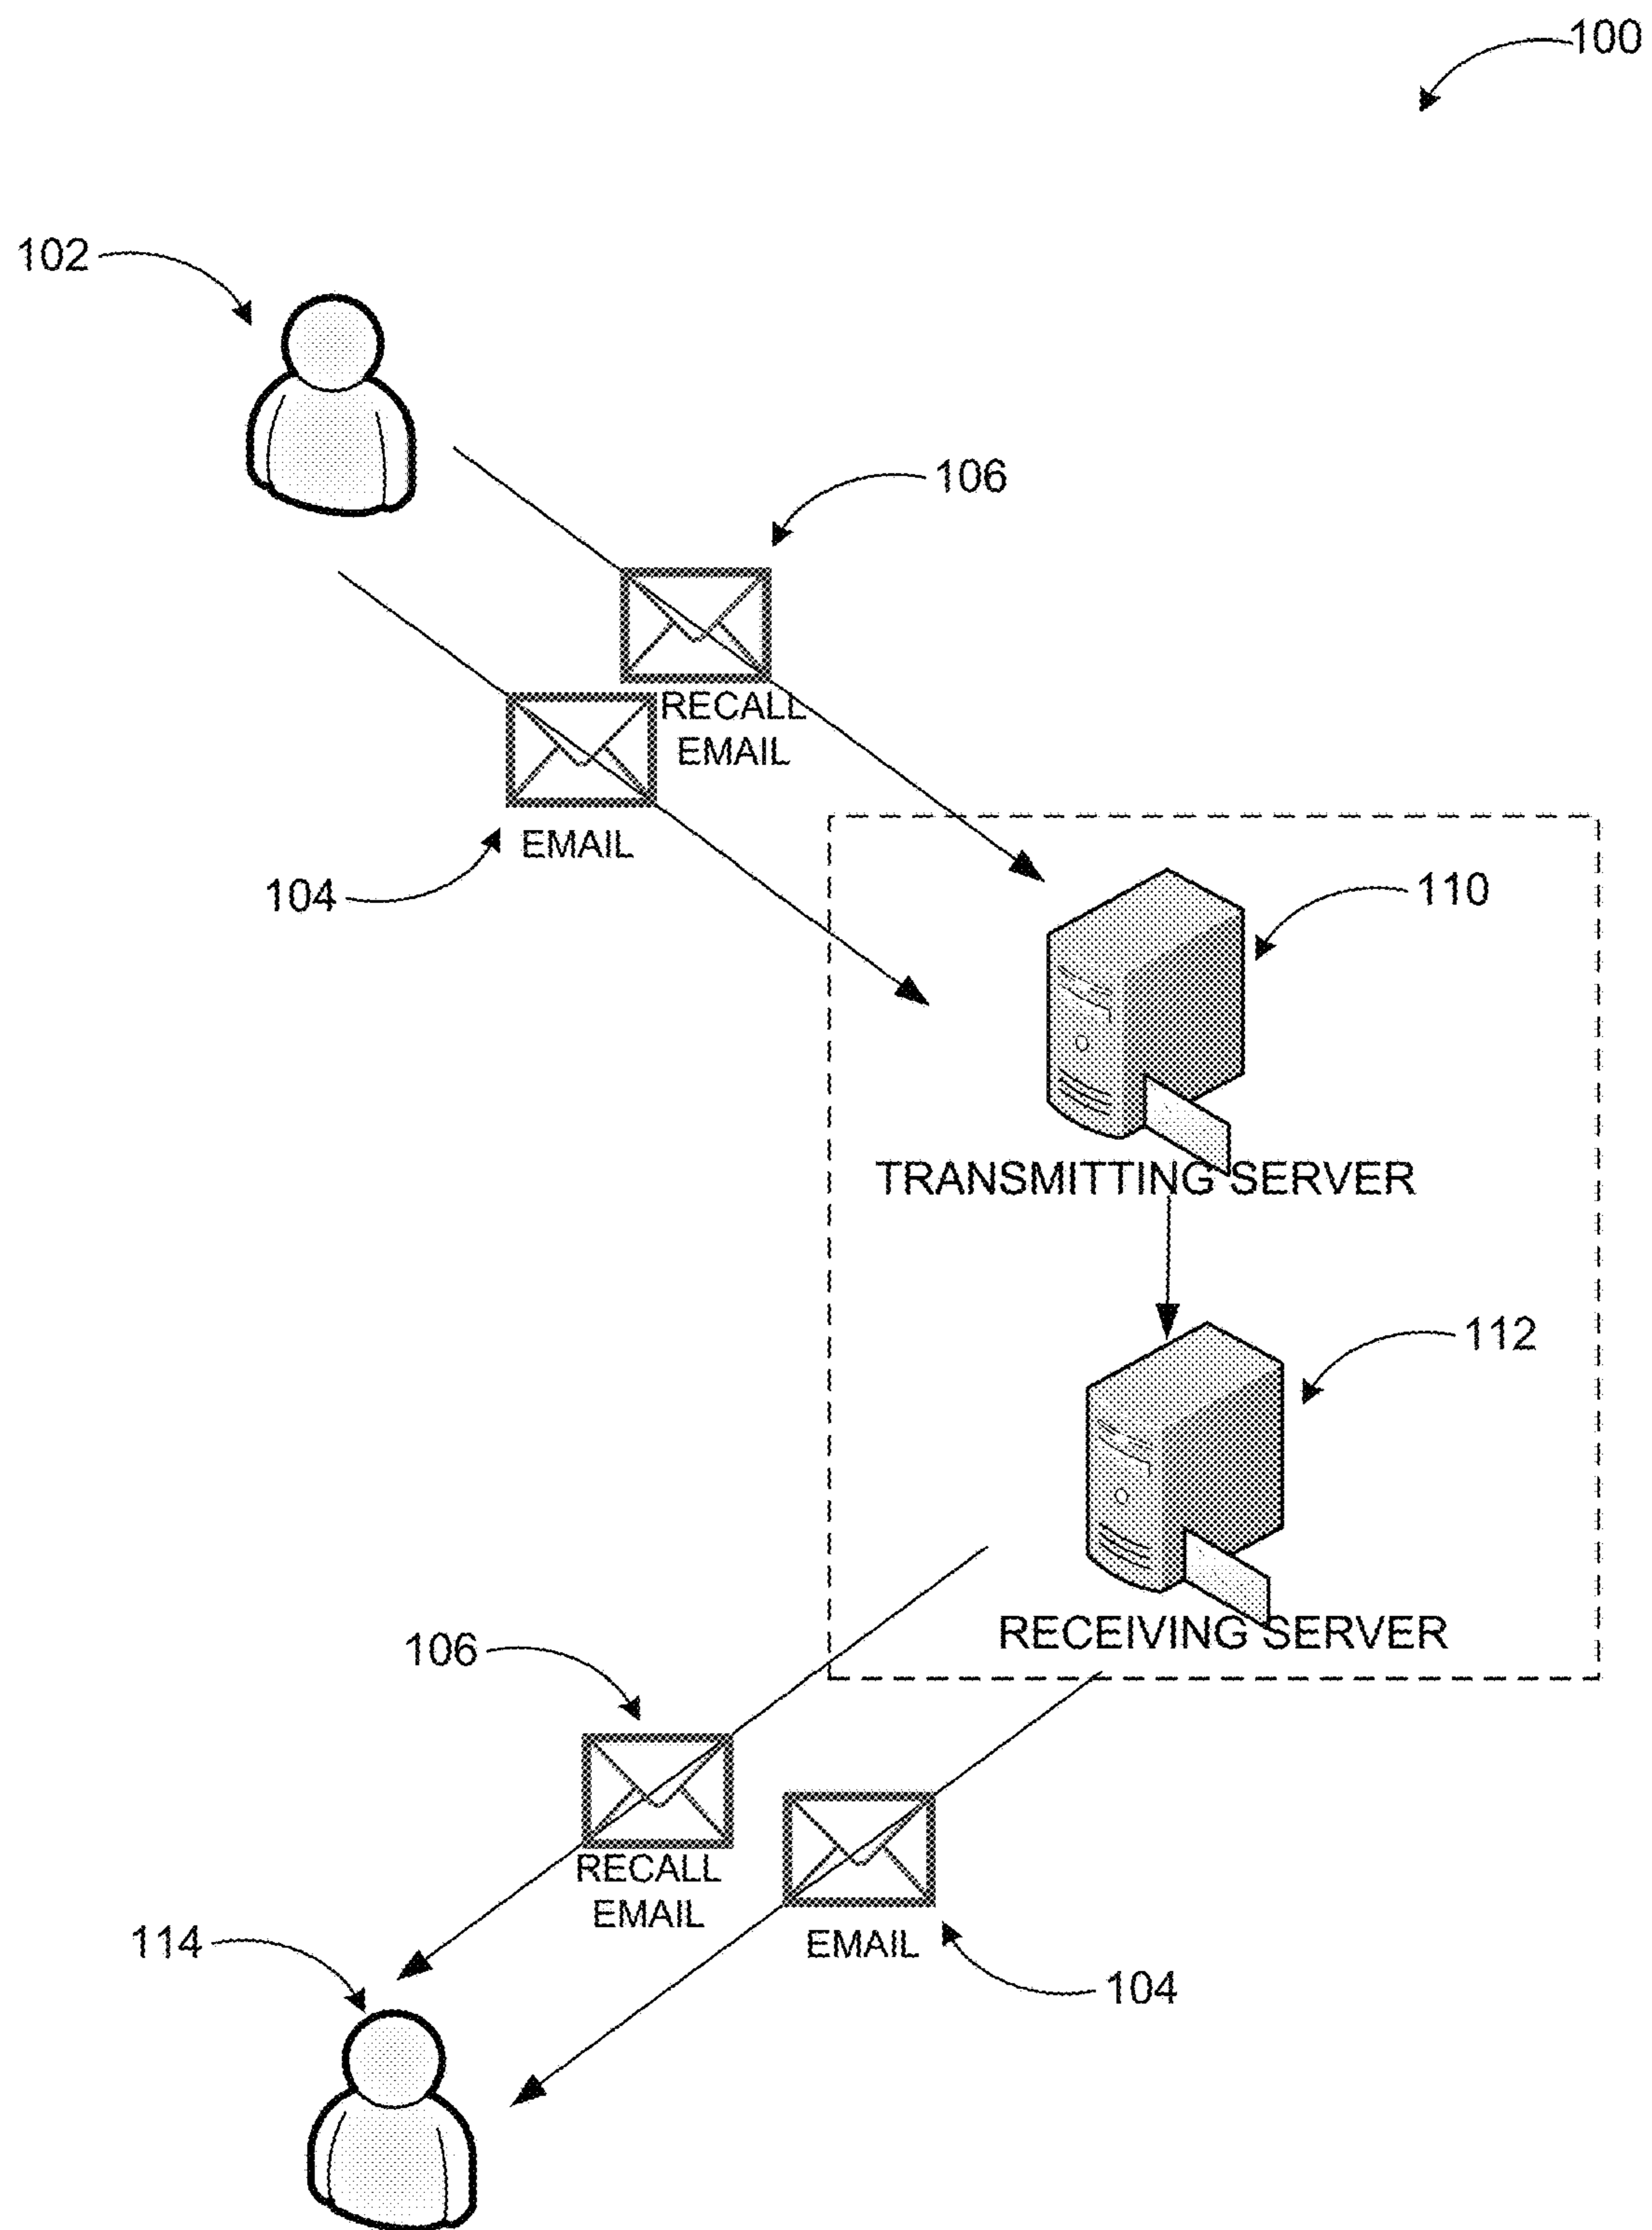 100
102
106
RECALL
EMAIL
EMAIL
104
110
TRANSMITTING SERVER
112
RECEIVING SERVER
106
RECALL
EMAIL
EMAIL
114
104